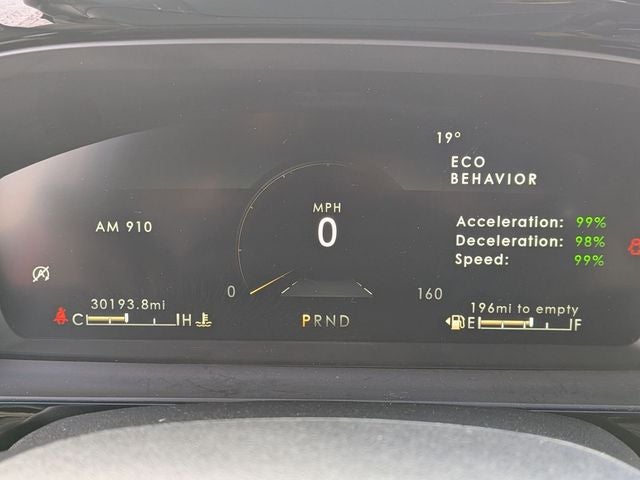 19°
ECO
BEHAVIOR
MPH
0
AM 910
Acceleration: 99%
Deceleration: 98%
Speed: 99%
0
160
30193.8mi
196mi to empty
C H
PRND
E F